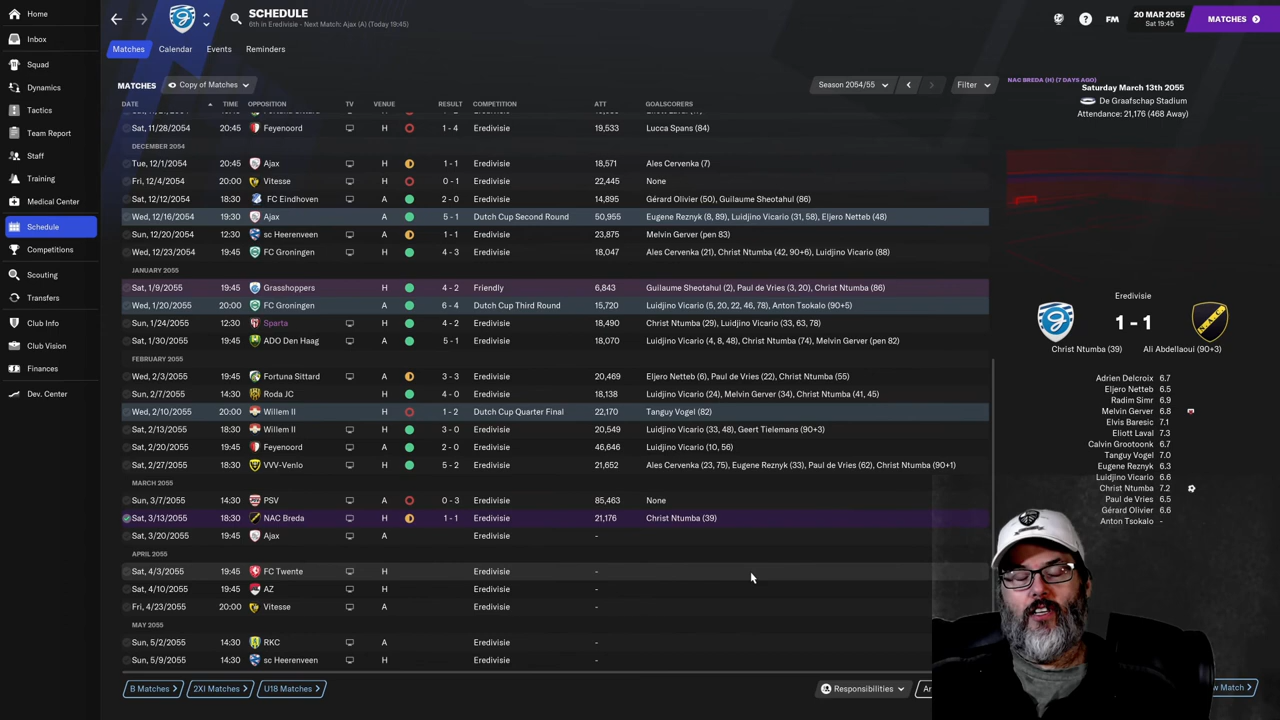 Home
SCHEDULE
6th in Eredivisie - Next Match: Ajax (A) (Today 19:45)
FM
20 MAR 2055
Sat 19:45
MATCHES
Inbox
Squad
Dynamics
Tactics
Team Report
Staff
Training
Medical Center
Schedule
Competitions
Scouting
Transfers
Club Info
Club Vision
Finances
Dev. Center
Matches Calendar Events Reminders
MATCHES Copy of Matches Season 2054/55 Filter
DATE TIME OPPOSITION TV VENUE RESULT COMPETITION ATT GOALSCORERS
Sat, 11/28/2054 20:45 Feyenoord H 1 - 4 Eredivisie 19,533 Lucca Spans (84)
DECEMBER 2054
Tue, 12/1/2054 20:45 Ajax H 1 - 1 Eredivisie 18,571 Ales Cervenka (7)
Fri, 12/4/2054 20:00 Vitesse H 0 - 1 Eredivisie 22,445 None
Sat, 12/12/2054 18:30 FC Eindhoven A 2 - 0 Eredivisie 14,895 Gérard Olivier (50), Guilaume Sheotahul (86)
Wed, 12/16/2054 19:30 Ajax A 5 - 1 Dutch Cup Second Round 50,955 Eugene Reznyk (8, 89), Luidjino Vicario (31, 58), Eljero Netteb (48)
Sun, 12/20/2054 12:30 sc Heerenveen A 1 - 1 Eredivisie 23,875 Melvin Gerver (pen 83)
Wed, 12/23/2054 19:45 FC Groningen H 4 - 3 Eredivisie 18,047 Ales Cervenka (21), Christ Ntumba (42, 90+6), Luidjino Vicario (88)
JANUARY 2055
Sat, 1/9/2055 19:45 Grasshoppers H 4 - 2 Friendly 6,843 Guilaume Sheotahul (2), Paul de Vries (3, 20), Christ Ntumba (86)
Wed, 1/20/2055 20:00 FC Groningen H 6 - 4 Dutch Cup Third Round 15,720 Luidjino Vicario (5, 20, 22, 46, 78), Anton Tsokalo (90+5)
Sun, 1/24/2055 12:30 Sparta H 4 - 2 Eredivisie 18,490 Christ Ntumba (29), Luidjino Vicario (33, 63, 78)
Sat, 1/30/2055 19:45 ADO Den Haag A 5 - 1 Eredivisie 18,070 Luidjino Vicario (4, 8, 48), Christ Ntumba (74), Melvin Gerver (pen 82)
FEBRUARY 2055
Wed, 2/3/2055 19:45 Fortuna Sittard A 3 - 3 Eredivisie 20,469 Eljero Netteb (6), Paul de Vries (22), Christ Ntumba (55)
Sun, 2/7/2055 14:30 Roda JC H 4 - 0 Eredivisie 18,138 Luidjino Vicario (24), Melvin Gerver (34), Christ Ntumba (41, 45)
Wed, 2/10/2055 20:00 Willem II A 1 - 2 Dutch Cup Quarter Final 22,170 Tanguy Vogel (82)
Sat, 2/13/2055 18:30 Willem II H 3 - 0 Eredivisie 20,549 Luidjino Vicario (33, 48), Geert Tielemans (90+3)
Sat, 2/20/2055 19:45 Feyenoord A 2 - 0 Eredivisie 46,646 Luidjino Vicario (10, 56)
Sat, 2/27/2055 18:30 VVV-Venlo H 5 - 2 Eredivisie 21,652 Ales Cervenka (23, 75), Eugene Reznyk (33), Paul de Vries (62), Christ Ntumba (90+1)
MARCH 2055
Sun, 3/7/2055 14:30 PSV A 0 - 3 Eredivisie 85,463 None
Sat, 3/13/2055 18:30 NAC Breda H 1 - 1 Eredivisie 21,176 Christ Ntumba (39)
Sat, 3/20/2055 19:45 Ajax A Eredivisie -
APRIL 2055
Sat, 4/3/2055 19:45 FC Twente H Eredivisie -
Sat, 4/10/2055 19:45 AZ H Eredivisie -
Fri, 4/23/2055 20:00 Vitesse A Eredivisie -
MAY 2055
Sun, 5/2/2055 14:30 RKC A Eredivisie -
Sun, 5/9/2055 14:30 sc Heerenveen H Eredivisie -
B Matches 2XI Matches U18 Matches Responsibilities
NAC BREDA (H) (7 DAYS AGO)
Saturday March 13th 2055
De Graafschap Stadium
Attendance: 21,176 (468 Away)
Eredivisie
1 - 1
Christ Ntumba (39) Ali Abdellaoui (90+3)
Adrien Delcroix 6.7
Eljero Netteb 6.5
Radim Simr 6.9
Melvin Gerver 6.8
Elvis Baresic 7.1
Eliott Laval 7.3
Calvin Grootoonk 6.7
Tanguy Vogel 7.0
Eugene Reznyk 6.3
Luidjino Vicario 6.6
Christ Ntumba 7.2
Paul de Vries 6.5
Gérard Olivier 6.6
Anton Tsokalo -
Match